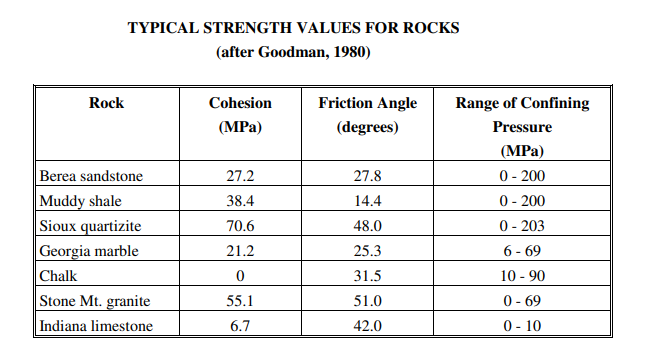 TYPICAL STRENGTH VALUES FOR ROCKS
(after Goodman, 1980)
Rock Cohesion Friction Angle Range of Confining
(MPa) (degrees) Pressure
(MPa)
Berea sandstone 27.2 27.8 0 - 200
Muddy shale 38.4 14.4 0 - 200
Sioux quartizite 70.6 48.0 0 - 203
Georgia marble 21.2 25.3 6 - 69
Chalk 0 31.5 10 - 90
Stone Mt. granite 55.1 51.0 0 - 69
Indiana limestone 6.7 42.0 0 - 10